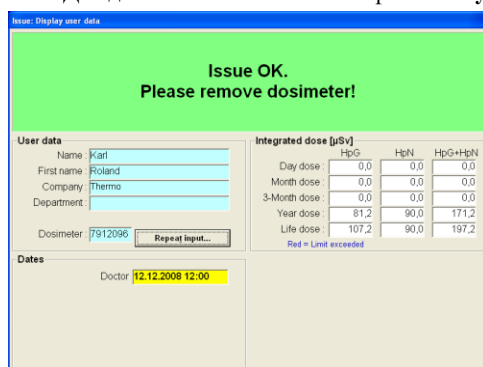 Issue: Display user data
Issue OK.
Please remove dosimeter!
User data
Name : Karl
First name : Roland
Company : Thermo
Department :
Dosimeter : 7912096 Repeat input...
Integrated dose [µSv]
HpG HpN HpG+HpN
Day dose : 0,0 0,0 0,0
Month dose : 0,0 0,0 0,0
3-Month dose : 0,0 0,0 0,0
Year dose : 81,2 90,0 171,2
Life dose : 107,2 90,0 197,2
Red = Limit exceeded
Dates
Doctor 12.12.2008 12:00